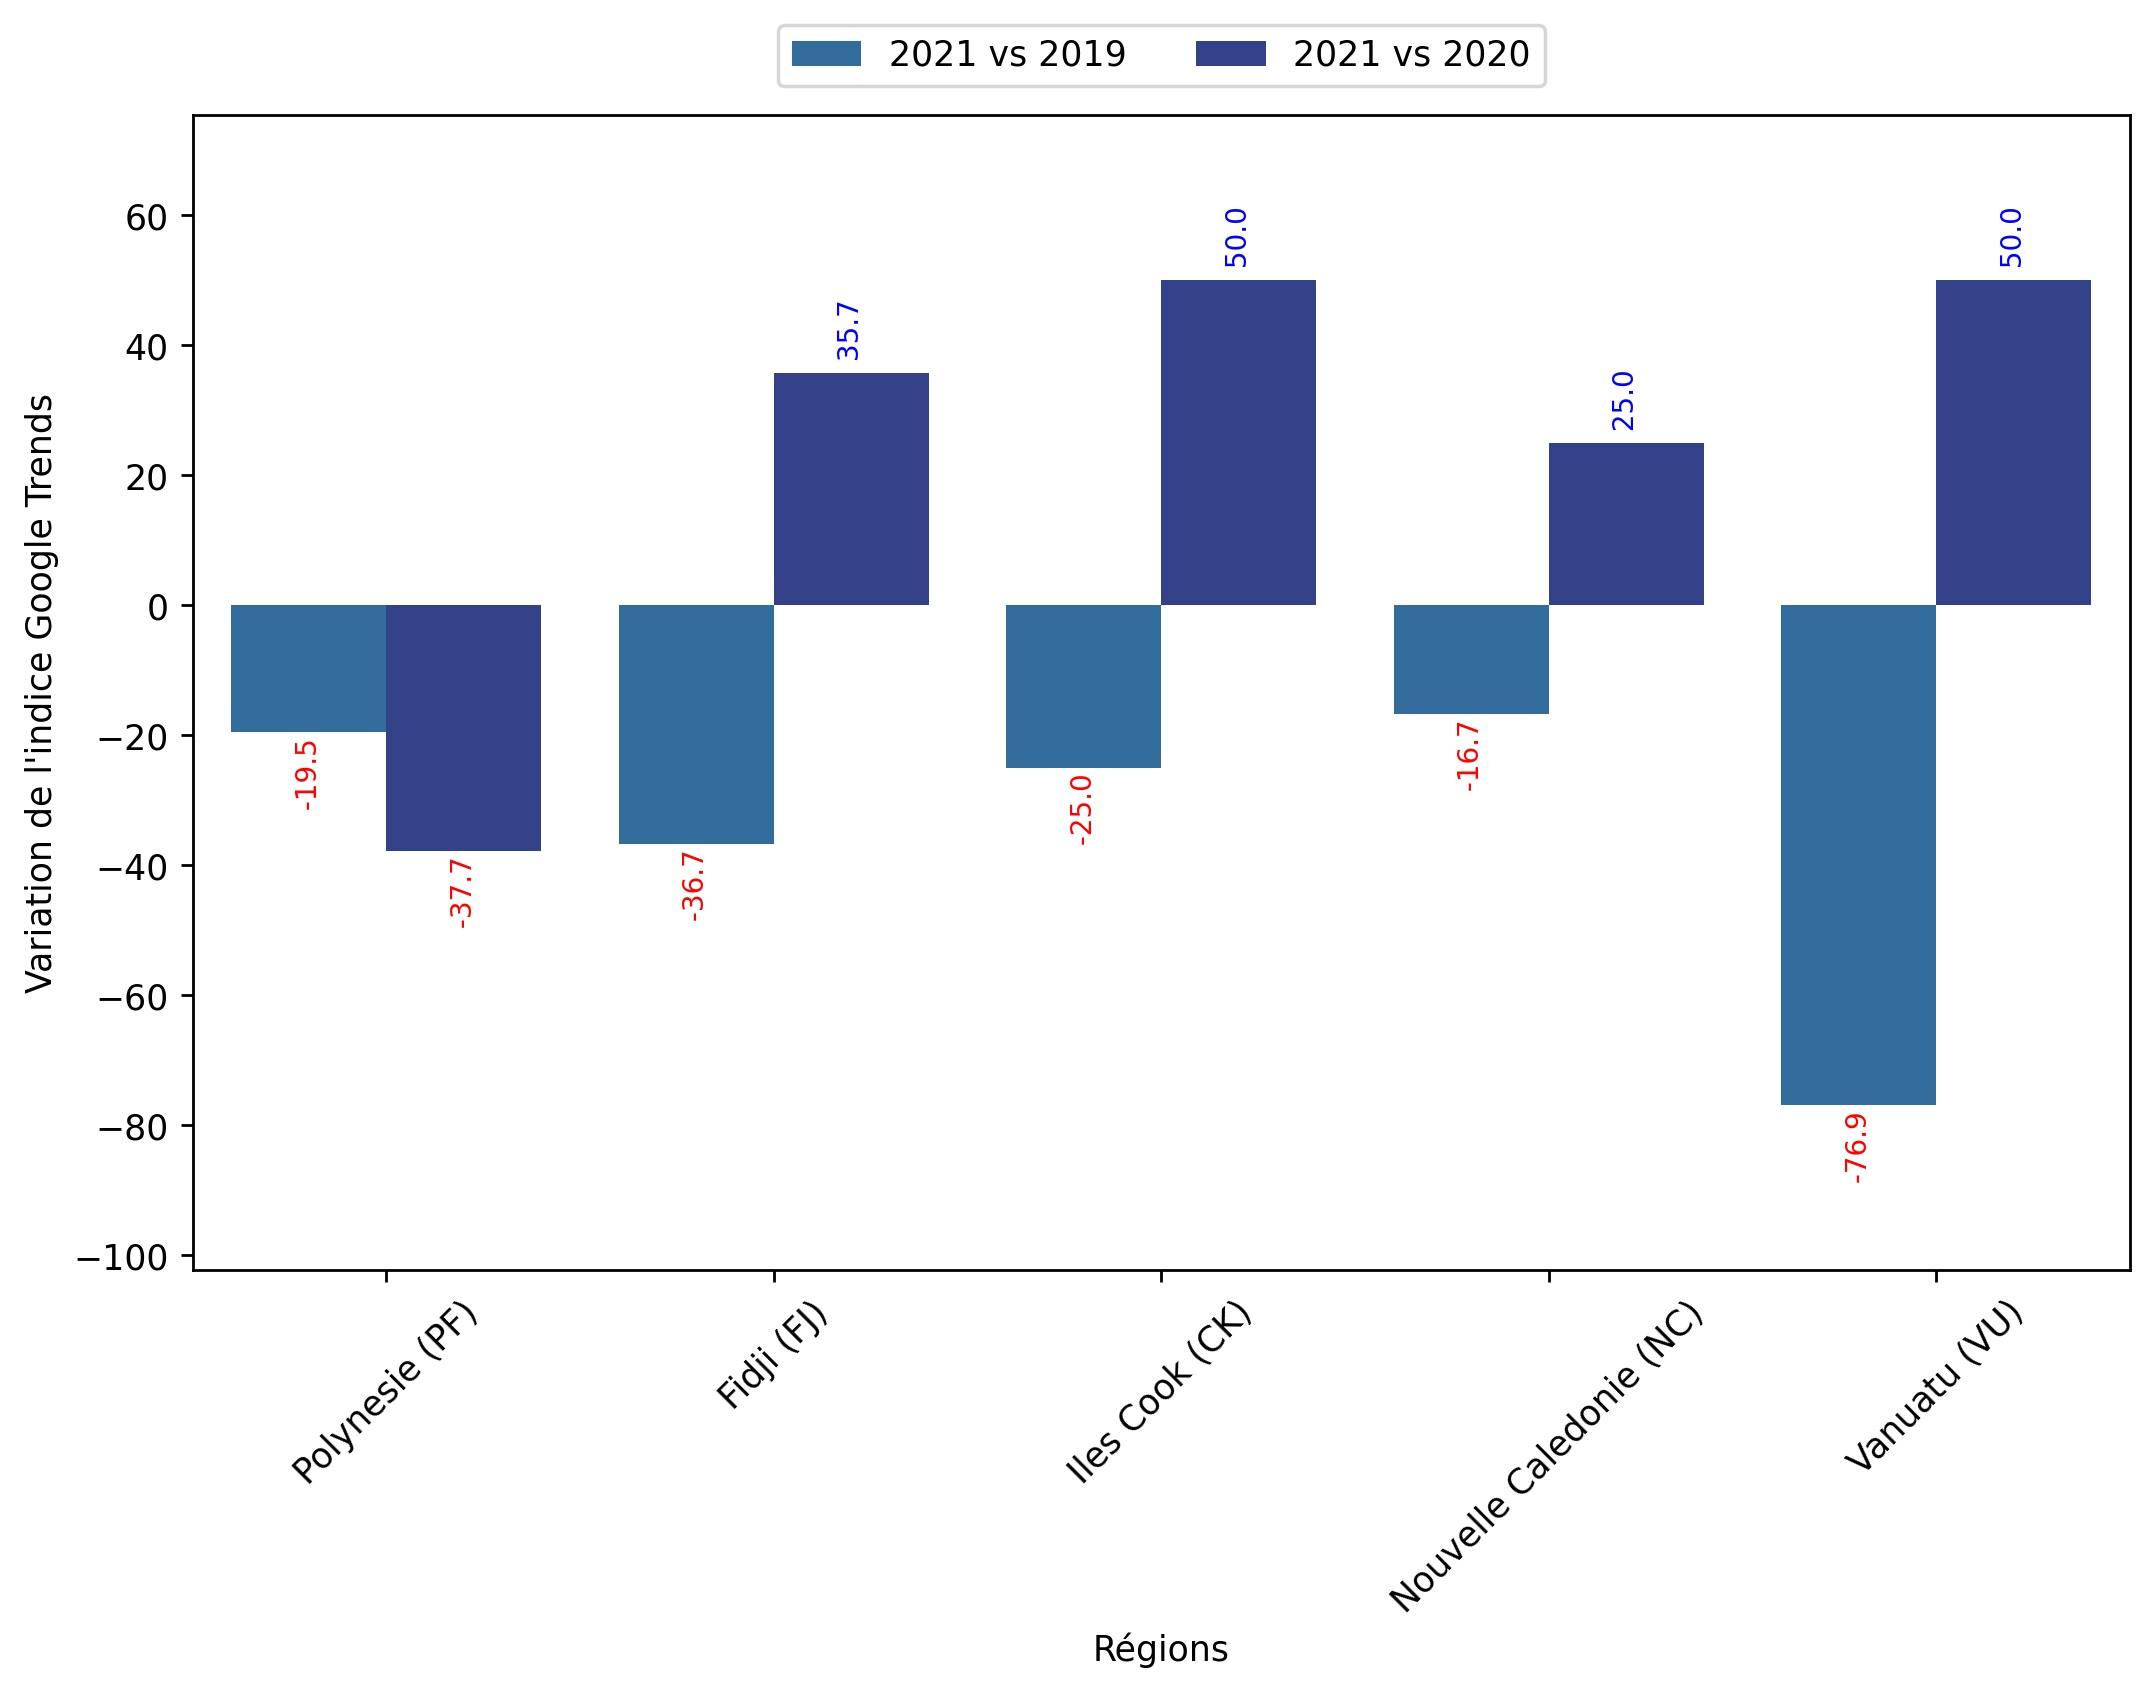 2021 vs 2019
2021 vs 2020
Variation de l'indice Google Trends
60
40
20
0
−20
−40
−60
−80
−100
-19.5
-37.7
-36.7
35.7
-25.0
50.0
-16.7
25.0
-76.9
50.0
Polynesie (PF)
Fidji (FJ)
Iles Cook (CK)
Nouvelle Caledonie (NC)
Vanuatu (VU)
Régions